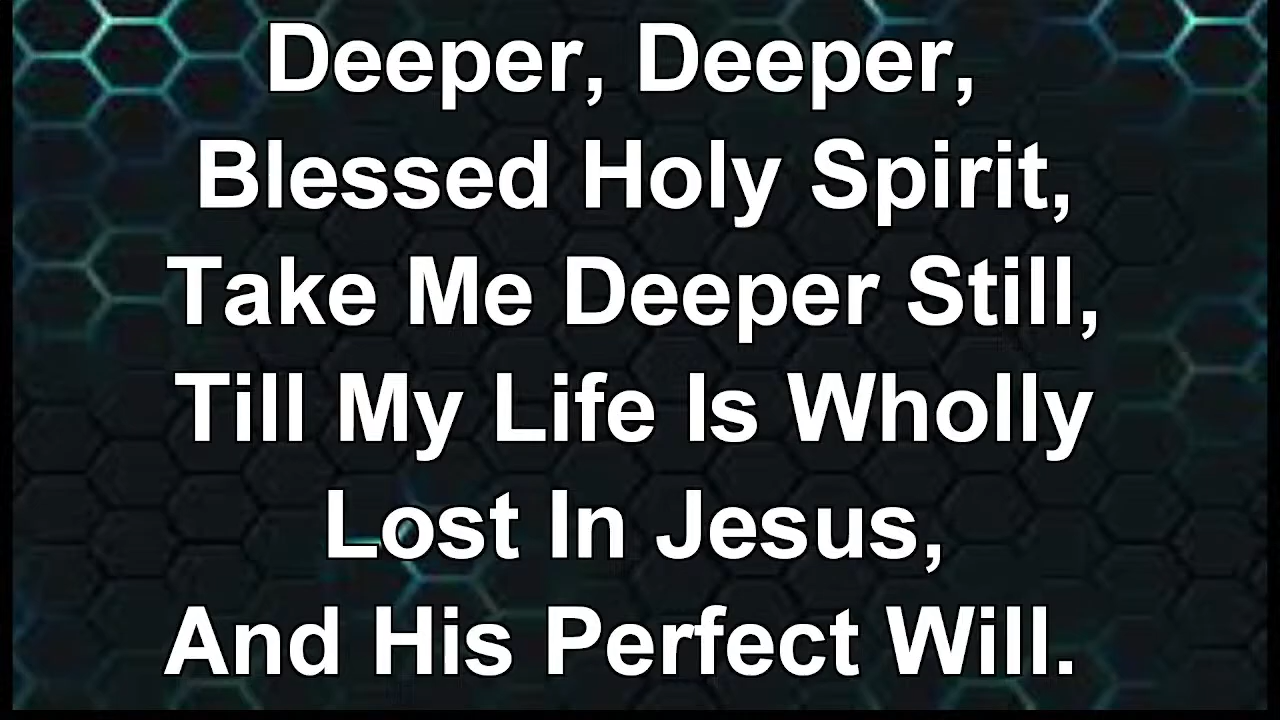 Deeper, Deeper,
Blessed Holy Spirit,
Take Me Deeper Still,
Till My Life Is Wholly
Lost In Jesus,
And His Perfect Will.